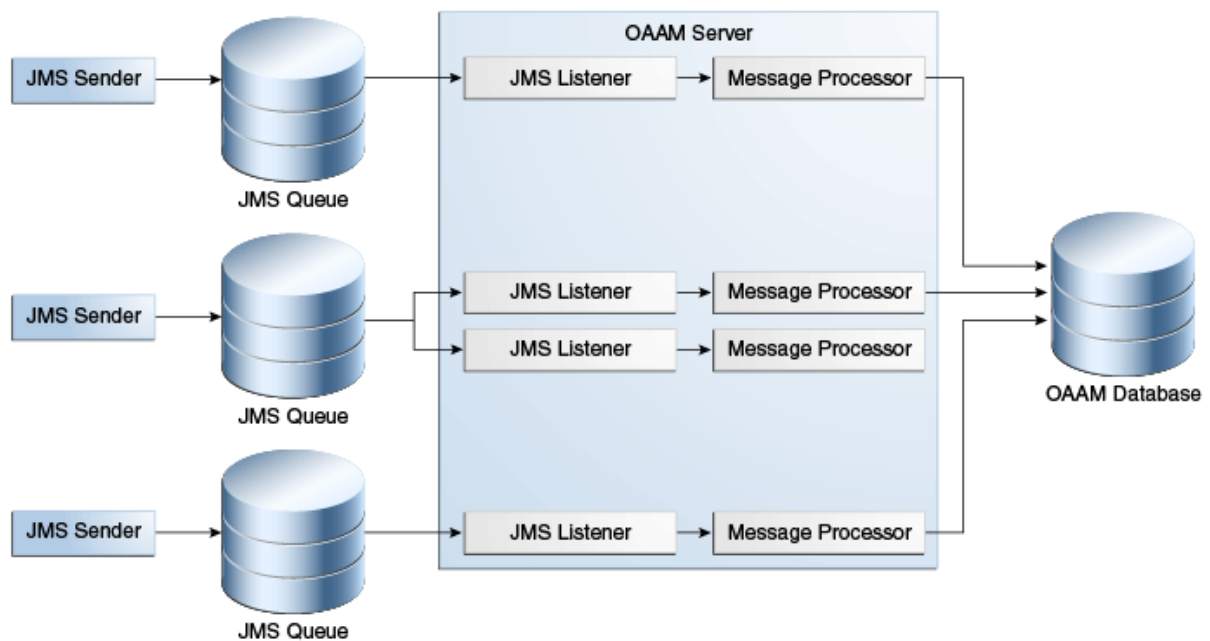 OAAM Server
JMS Sender
JMS Listener
Message Processor
JMS Queue
JMS Sender
JMS Listener
Message Processor
JMS Listener
Message Processor
JMS Queue
OAAM Database
JMS Sender
JMS Listener
Message Processor
JMS Queue